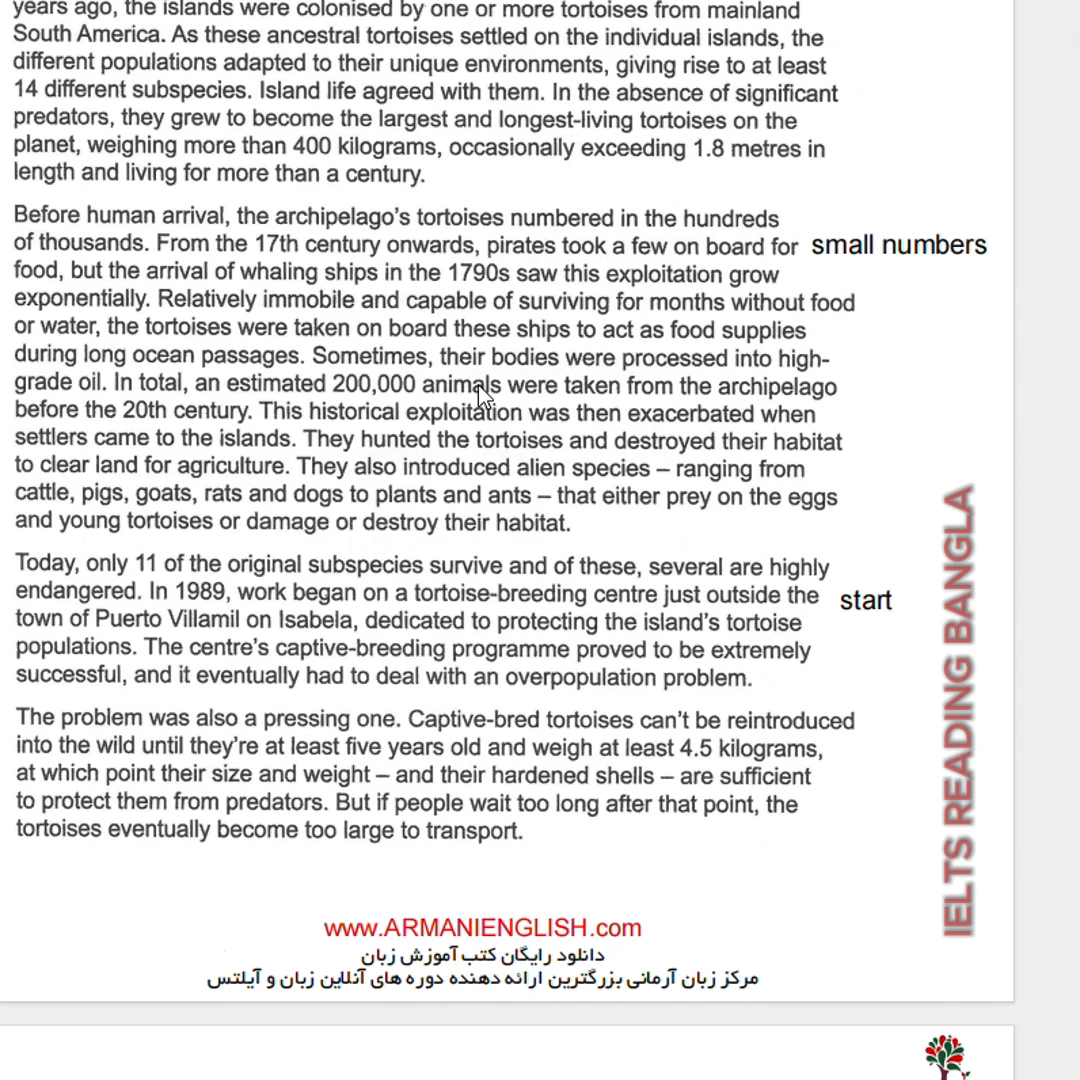 years ago, the islands were colonised by one or more tortoises from mainland
South America. As these ancestral tortoises settled on the individual islands, the
different populations adapted to their unique environments, giving rise to at least
14 different subspecies. Island life agreed with them. In the absence of significant
predators, they grew to become the largest and longest-living tortoises on the
planet, weighing more than 400 kilograms, occasionally exceeding 1.8 metres in
length and living for more than a century.
Before human arrival, the archipelago's tortoises numbered in the hundreds
of thousands. From the 17th century onwards, pirates took a few on board for small numbers
food, but the arrival of whaling ships in the 1790s saw this exploitation grow
exponentially. Relatively immobile and capable of surviving for months without food
or water, the tortoises were taken on board these ships to act as food supplies
during long ocean passages. Sometimes, their bodies were processed into high-
grade oil. In total, an estimated 200,000 animals were taken from the archipelago
before the 20th century. This historical exploitation was then exacerbated when
settlers came to the islands. They hunted the tortoises and destroyed their habitat
to clear land for agriculture. They also introduced alien species – ranging from
cattle, pigs, goats, rats and dogs to plants and ants – that either prey on the eggs
and young tortoises or damage or destroy their habitat.
Today, only 11 of the original subspecies survive and of these, several are highly
endangered. In 1989, work began on a tortoise-breeding centre just outside the start
town of Puerto Villamil on Isabela, dedicated to protecting the island's tortoise
populations. The centre's captive-breeding programme proved to be extremely
successful, and it eventually had to deal with an overpopulation problem.
The problem was also a pressing one. Captive-bred tortoises can't be reintroduced
into the wild until they're at least five years old and weigh at least 4.5 kilograms,
at which point their size and weight – and their hardened shells – are sufficient
to protect them from predators. But if people wait too long after that point, the
tortoises eventually become too large to transport.
IELTS READING BANGLA
www.ARMANIENGLISH.com
دانلود رایگان کتب آموزش زبان
مرکز زبان آرمانی بزرگترین ارائه دهنده دوره های آنلاین زبان و آیلتس